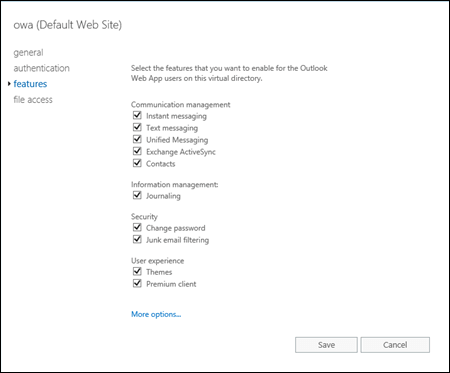 owa (Default Web Site)
general
authentication
features
file access
Select the features that you want to enable for the Outlook
Web App users on this virtual directory.
Communication management
Instant messaging
Text messaging
Unified Messaging
Exchange ActiveSync
Contacts
Information management:
Journaling
Security
Change password
Junk email filtering
User experience
Themes
Premium client
More options...
Save
Cancel